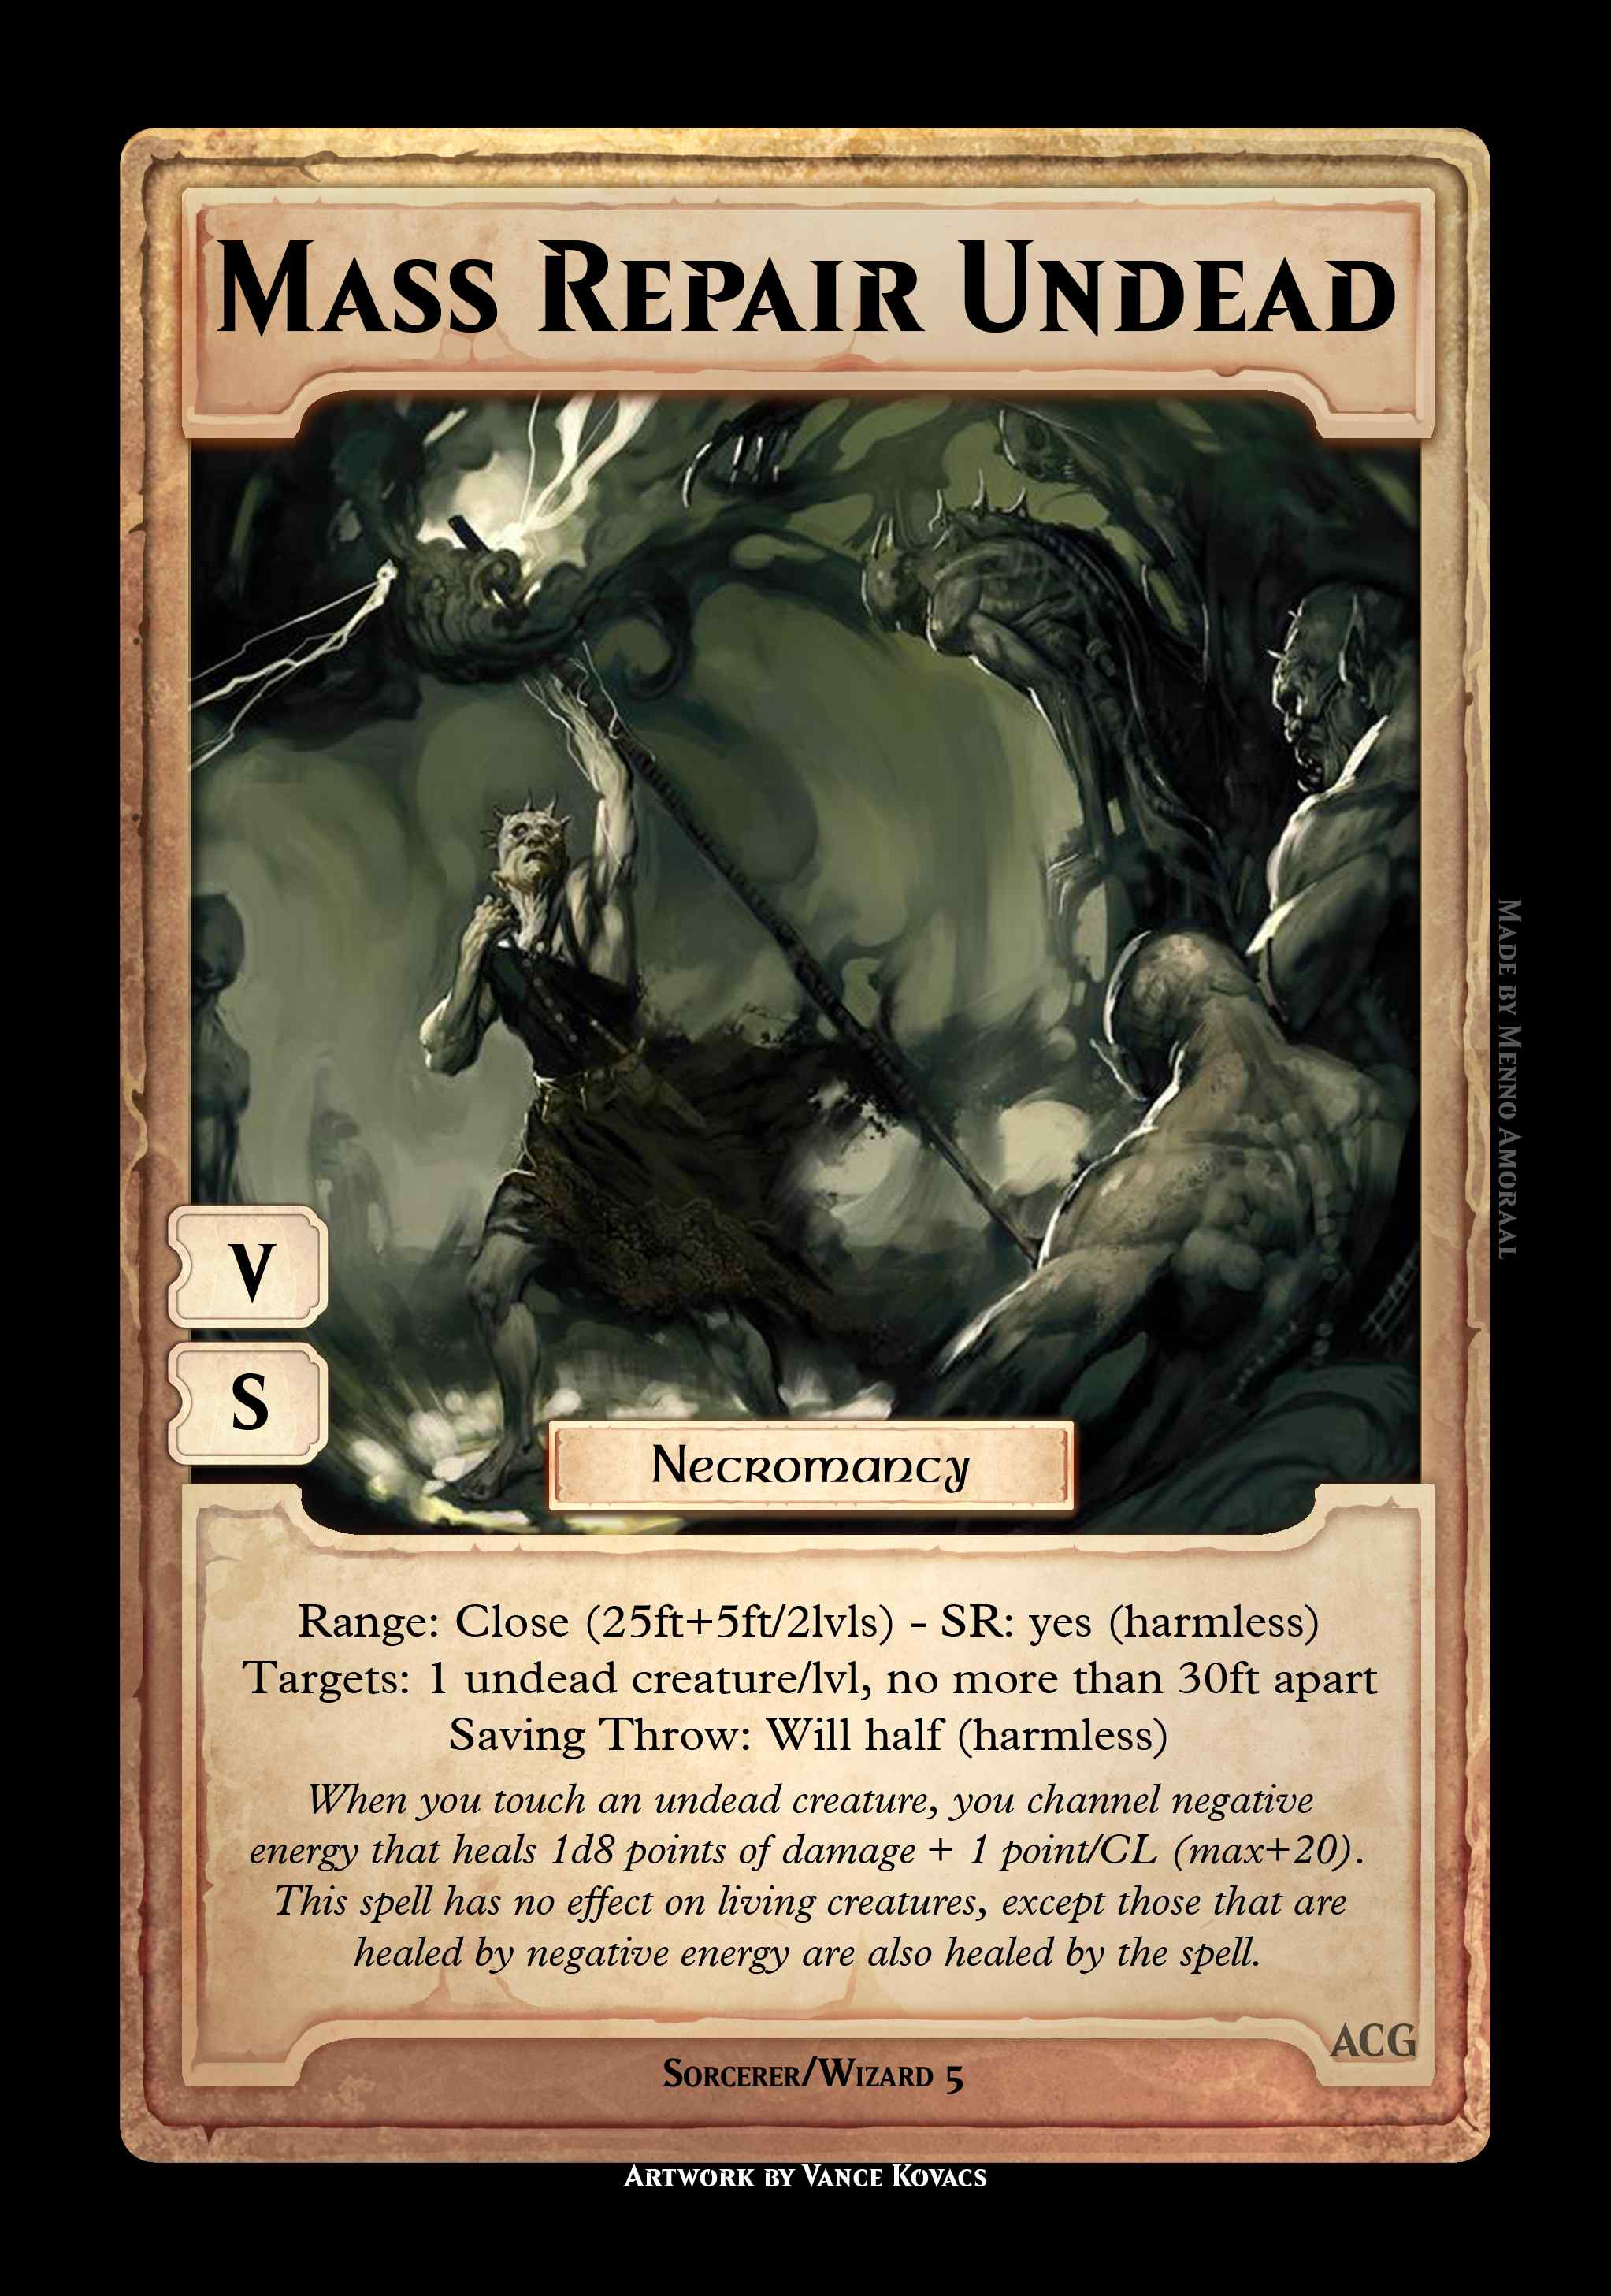 Mass Repair Undead
V
S
Necromancy
Range: Close (25ft+5ft/2lvls) - SR: yes (harmless)
Targets: 1 undead creature/lvl, no more than 30ft apart
Saving Throw: Will half (harmless)
When you touch an undead creature, you channel negative
energy that heals 1d8 points of damage + 1 point/CL (max+20).
This spell has no effect on living creatures, except those that are
healed by negative energy are also healed by the spell.
ACG
Sorcerer/Wizard 5
Artwork by Vance Kovacs
Made by Menno Amoraal